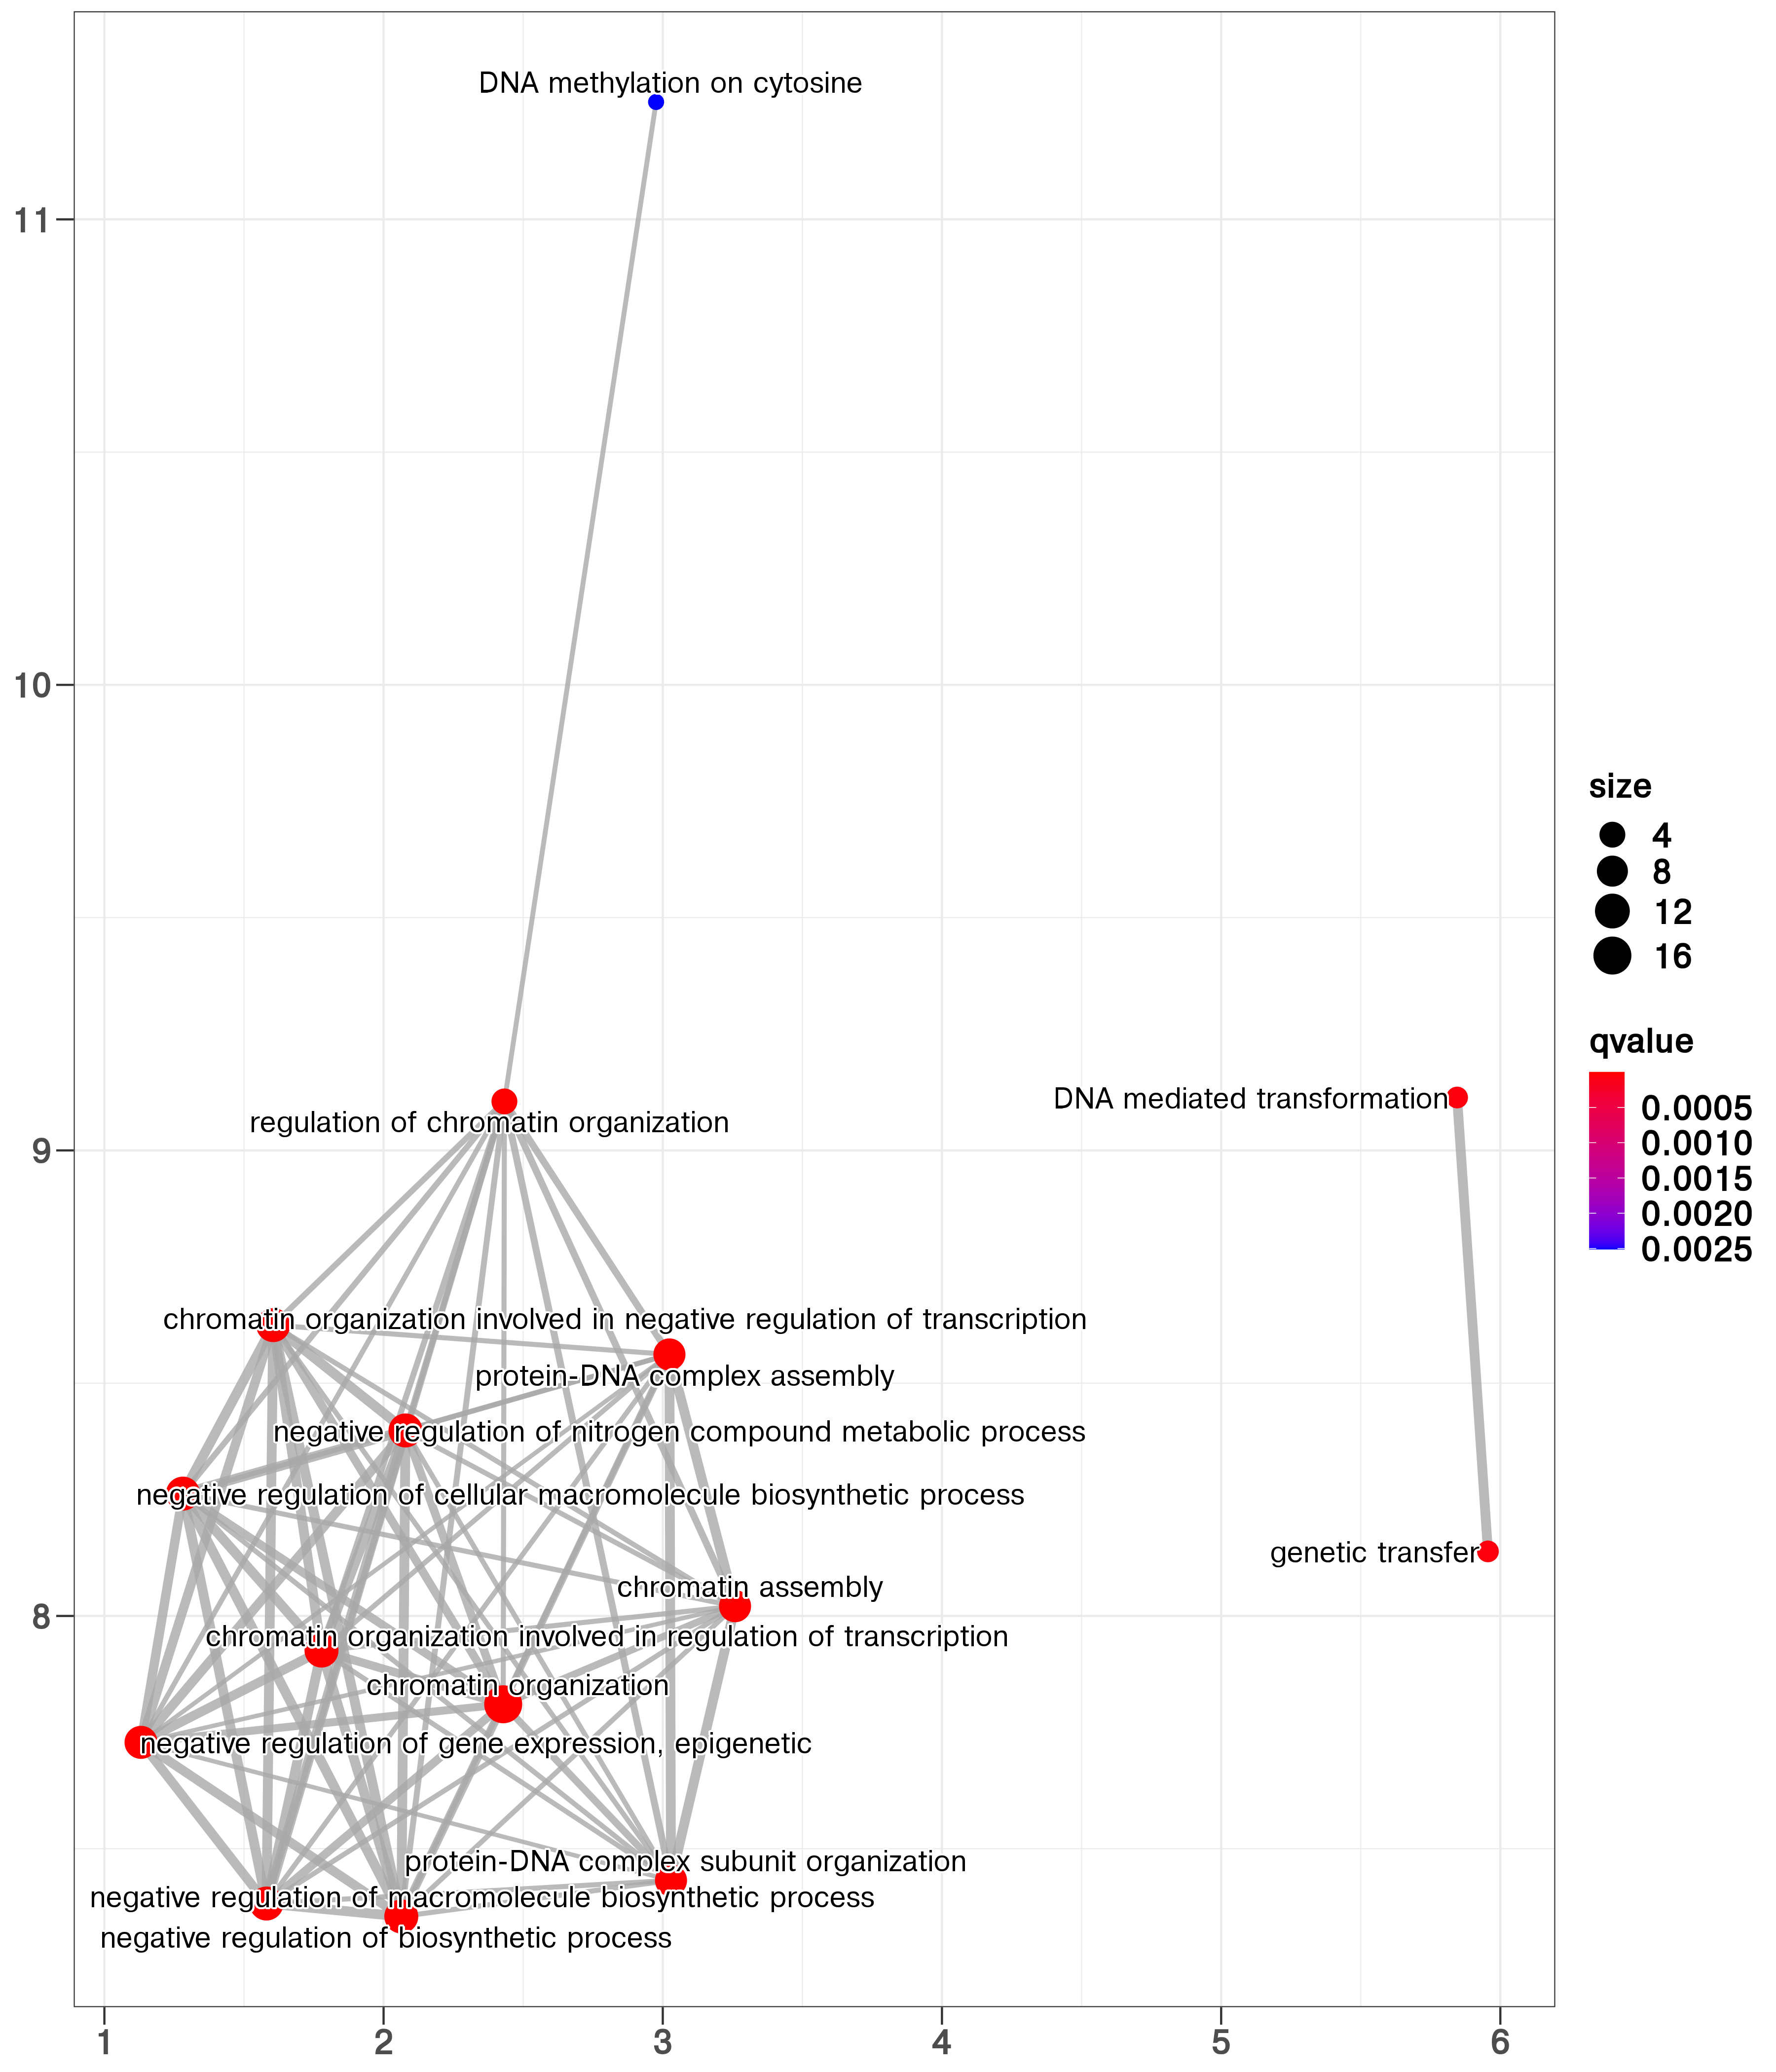 DNA methylation on cytosine
11
10
9
8
regulation of chromatin organization
DNA mediated transformation
chromatin organization involved in negative regulation of transcription
protein-DNA complex assembly
negative regulation of nitrogen compound metabolic process
negative regulation of cellular macromolecule biosynthetic process
genetic transfer
chromatin assembly
chromatin organization involved in regulation of transcription
chromatin organization
negative regulation of gene expression, epigenetic
protein-DNA complex subunit organization
negative regulation of macromolecule biosynthetic process
negative regulation of biosynthetic process
1 2 3 4 5 6
size
4
8
12
16
qvalue
0.0005
0.0010
0.0015
0.0020
0.0025